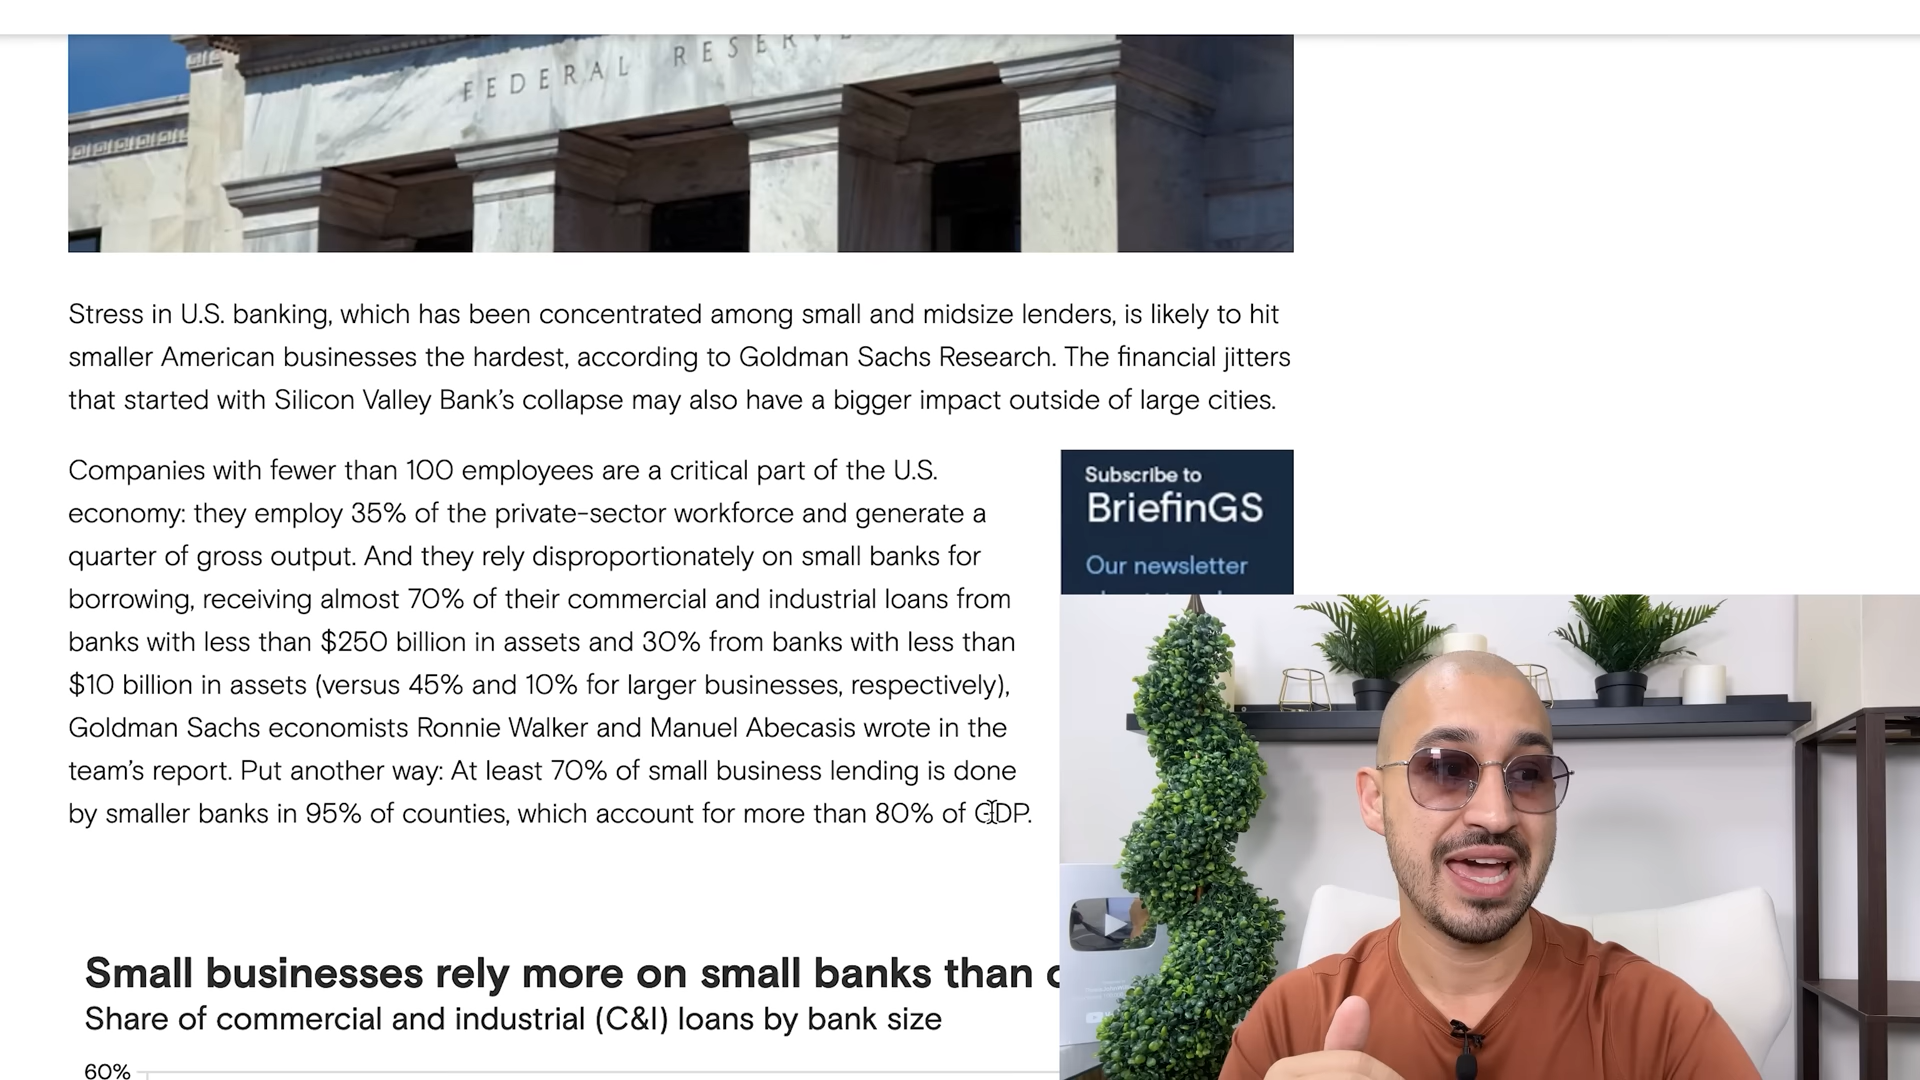 FEDERAL RESERVE
Stress in U.S. banking, which has been concentrated among small and midsize lenders, is likely to hit
smaller American businesses the hardest, according to Goldman Sachs Research. The financial jitters
that started with Silicon Valley Bank's collapse may also have a bigger impact outside of large cities.
Companies with fewer than 100 employees are a critical part of the U.S.
economy: they employ 35% of the private-sector workforce and generate a
quarter of gross output. And they rely disproportionately on small banks for
borrowing, receiving almost 70% of their commercial and industrial loans from
banks with less than $250 billion in assets and 30% from banks with less than
$10 billion in assets (versus 45% and 10% for larger businesses, respectively),
Goldman Sachs economists Ronnie Walker and Manuel Abecasis wrote in the
team's report. Put another way: At least 70% of small business lending is done
by smaller banks in 95% of counties, which account for more than 80% of GDP.
Subscribe to
BriefinGS
Our newsletter
Small businesses rely more on small banks than
Share of commercial and industrial (C&I) loans by bank size
60%